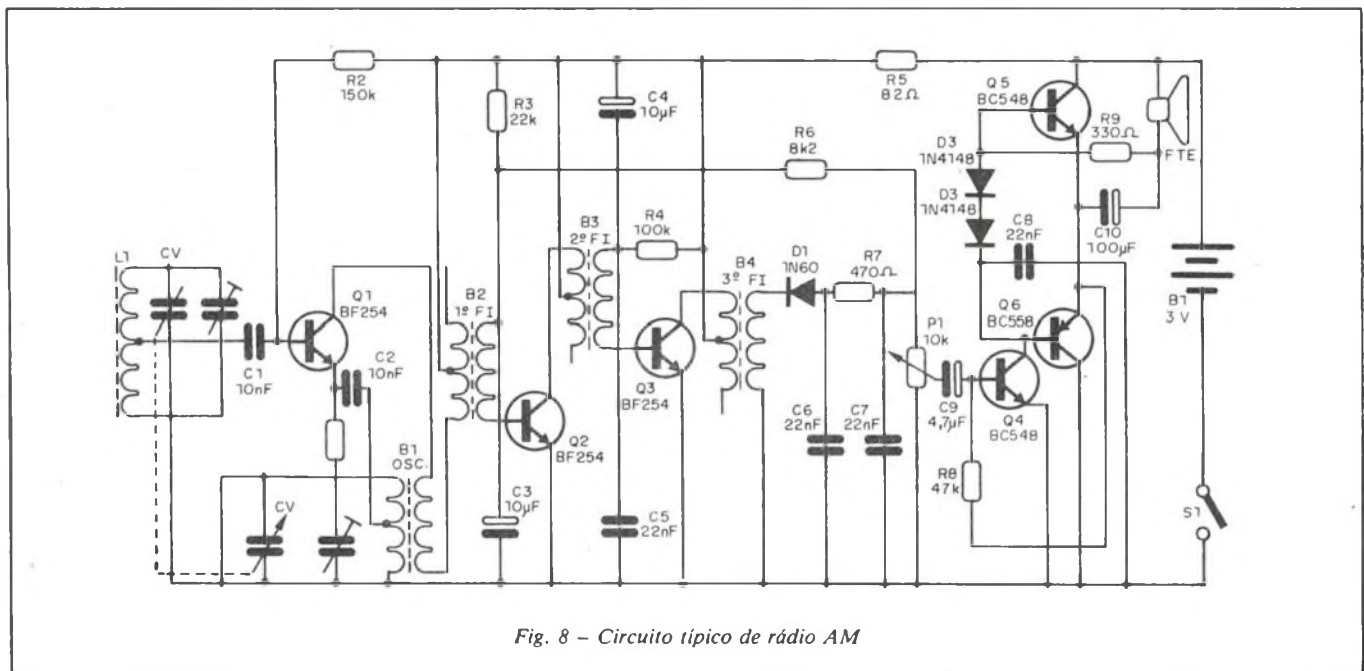 R2
150k
R3
22k
C4
10µF
R5
82Ω
Q5
BC548
R9
330Ω
FTE
R6
8k2
D3
1N4148
D3
1N4148
C8
22nF
C10
100µF
B1
3 V
L1
CV
Q1
BF254
C1
10nF
C2
10nF
B2
1º FI
B3
2º FI
R4
100k
B4
3º FI
D1
1N60
R7
470Ω
P1
10k
Q6
BC558
Q2
BF254
Q3
BF254
C6
22nF
C7
22nF
C9
4,7µF
Q4
BC548
B1
OSC.
CV
C3
10µF
C5
22nF
R8
47k
S1
Fig. 8 – Circuito típico de rádio AM